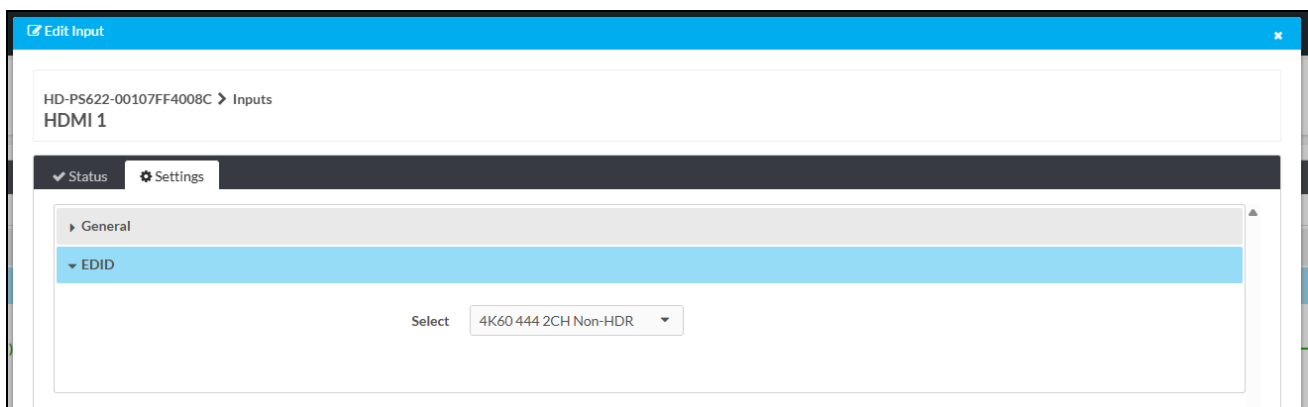 Edit Input
HD-PS622-00107FF4008C > Inputs
HDMI 1
Status Settings
General
EDID
Select 4K60 444 2CH Non-HDR